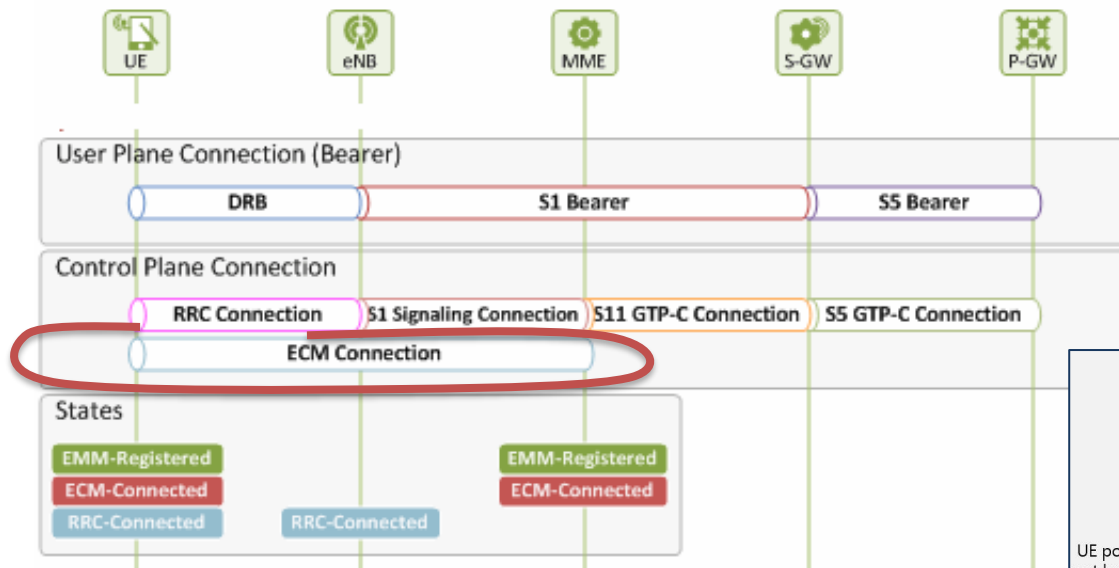 UE eNB MME S-GW P-GW
User Plane Connection (Bearer)
DRB S1 Bearer S5 Bearer
Control Plane Connection
RRC Connection S1 Signaling Connection S11 GTP-C Connection S5 GTP-C Connection
ECM Connection
States
EMM-Registered EMM-Registered
ECM-Connected ECM-Connected
RRC-Connected RRC-Connected
UE